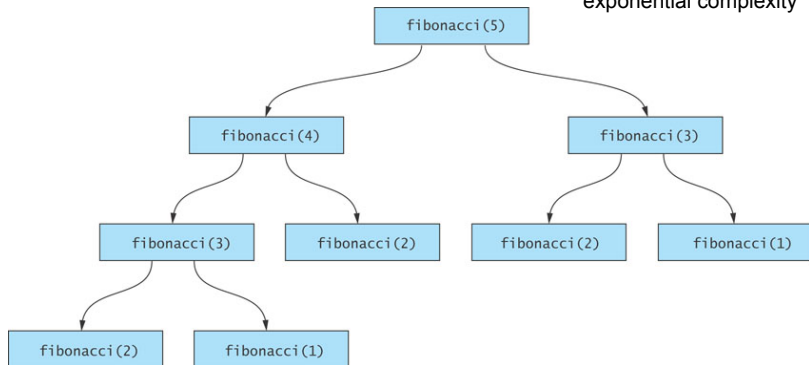 exponential complexity
fibonacci(5)
fibonacci(4)
fibonacci(3)
fibonacci(3)
fibonacci(2)
fibonacci(2)
fibonacci(1)
fibonacci(2)
fibonacci(1)